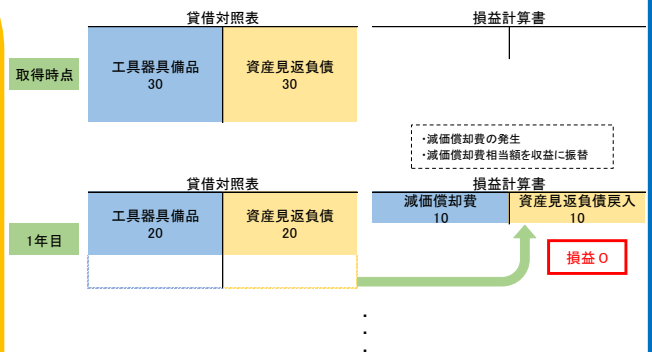 貸借対照表
損益計算書
取得時点
工具器具備品
30
資産見返負債
30
・減価償却費の発生
・減価償却費相当額を収益に振替
貸借対照表
損益計算書
1年目
工具器具備品
20
資産見返負債
20
減価償却費
10
資産見返負債戻入
10
損益0
・
・
・